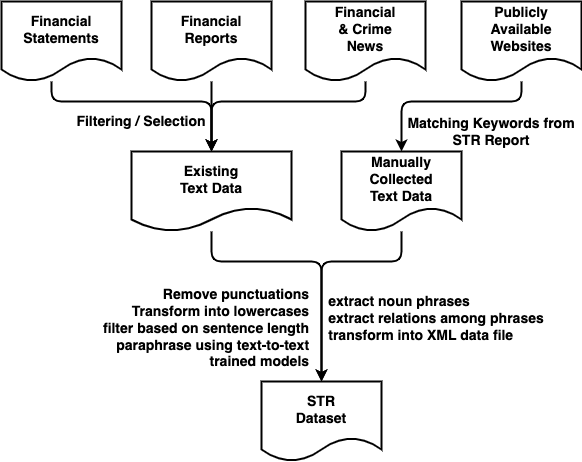 Financial
Statements
Financial
Reports
Financial
& Crime
News
Publicly
Available
Websites
Filtering / Selection
Matching Keywords from
STR Report
Existing
Text Data
Manually
Collected
Text Data
Remove punctuations
Transform into lowercases
filter based on sentence length
paraphrase using text-to-text
trained models
extract noun phrases
extract relations among phrases
transform into XML data file
STR
Dataset